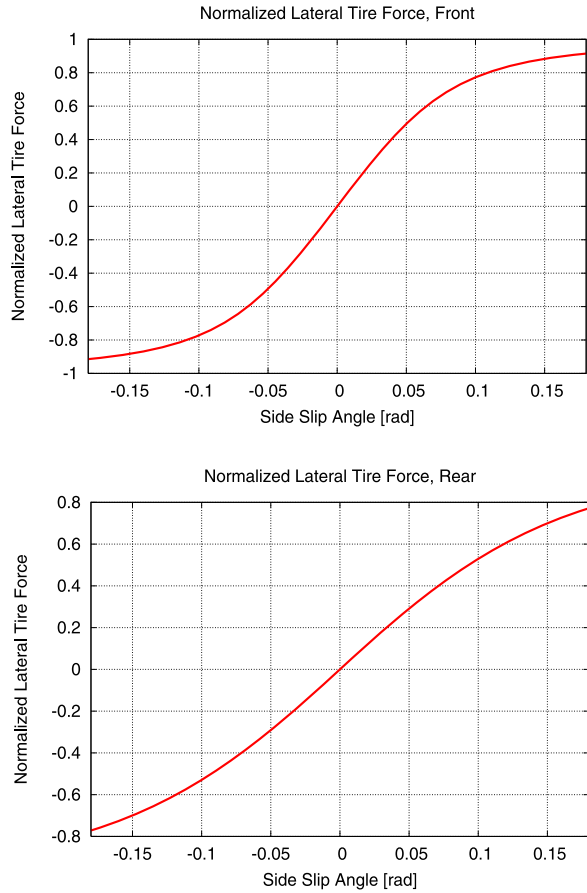 Normalized Lateral Tire Force, Front
1
0.8
0.6
0.4
0.2
0
-0.2
-0.4
-0.6
-0.8
-1
Normalized Lateral Tire Force
-0.15 -0.1 -0.05 0 0.05 0.1 0.15
Side Slip Angle [rad]
Normalized Lateral Tire Force, Rear
0.8
0.6
0.4
0.2
0
-0.2
-0.4
-0.6
-0.8
Normalized Lateral Tire Force
-0.15 -0.1 -0.05 0 0.05 0.1 0.15
Side Slip Angle [rad]